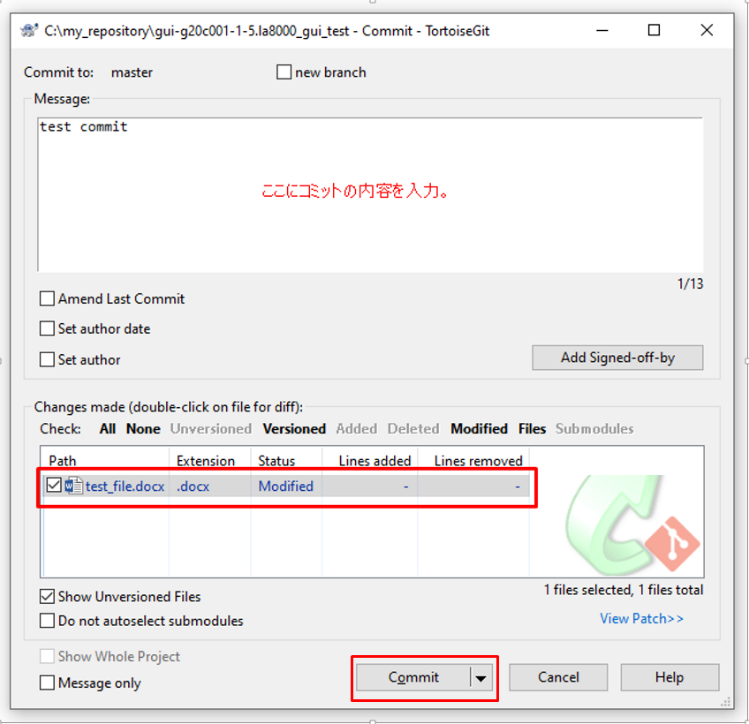 C:\my_repository\gui-g20c001-1-5.la8000_gui_test - Commit - TortoiseGit
Commit to: master new branch
Message:
test commit
ここにコミットの内容を入力。
1/13
Amend Last Commit
Set author date
Set author
Add Signed-off-by
Changes made (double-click on file for diff):
Check: All None Unversioned Versioned Added Deleted Modified Files Submodules
Path Extension Status Lines added Lines removed
test_file.docx .docx Modified - -
Show Unversioned Files
1 files selected, 1 files total
Do not autoselect submodules
View Patch>>
Show Whole Project
Message only
Commit Cancel Help